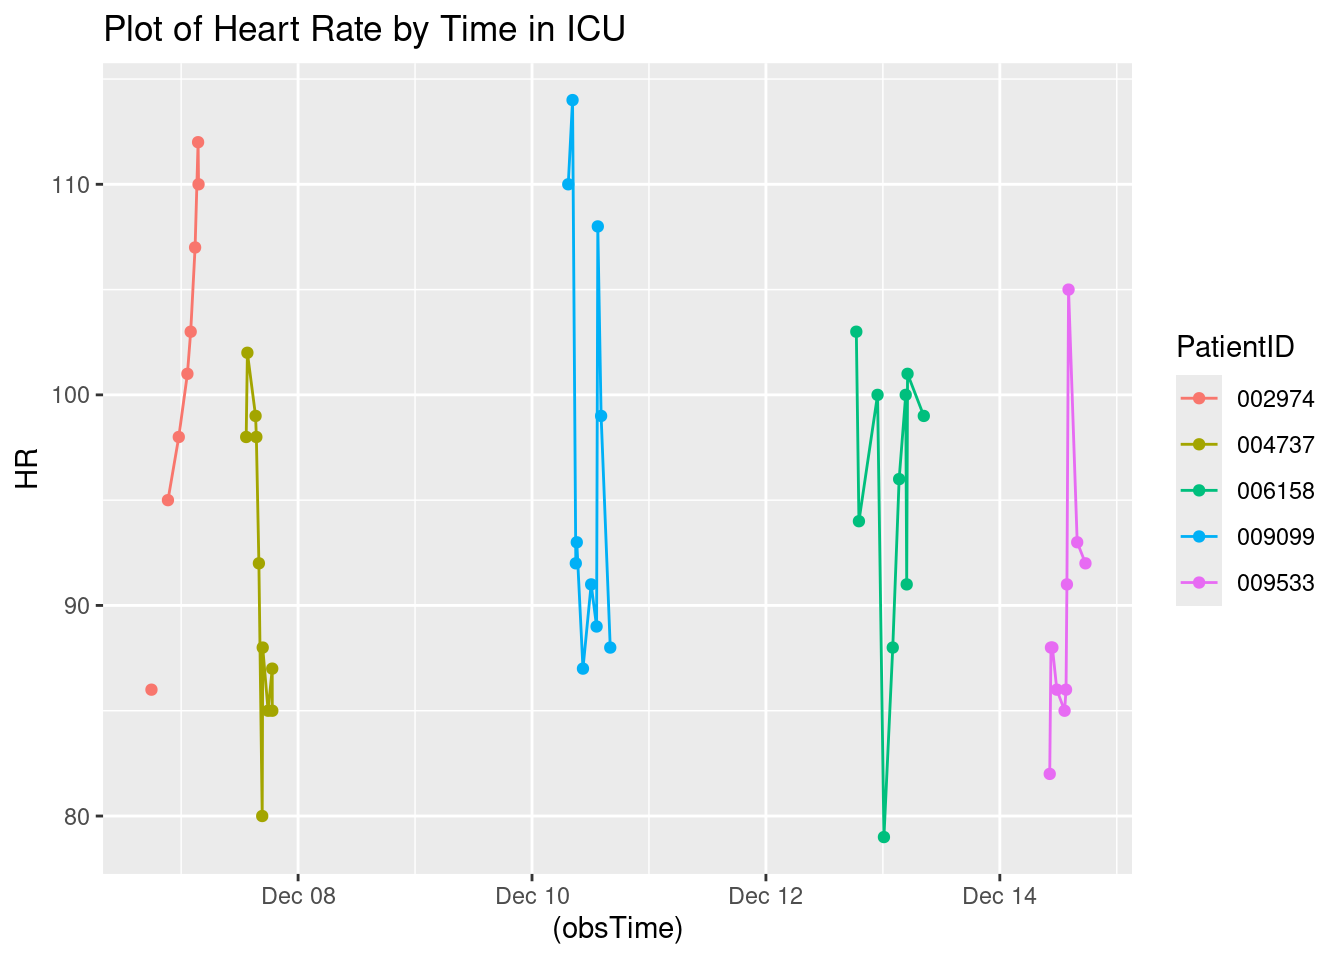 Plot of Heart Rate by Time in ICU
110
100
90
80
HR
Dec 08
Dec 10
Dec 12
Dec 14
(obsTime)
PatientID
002974
004737
006158
009099
009533